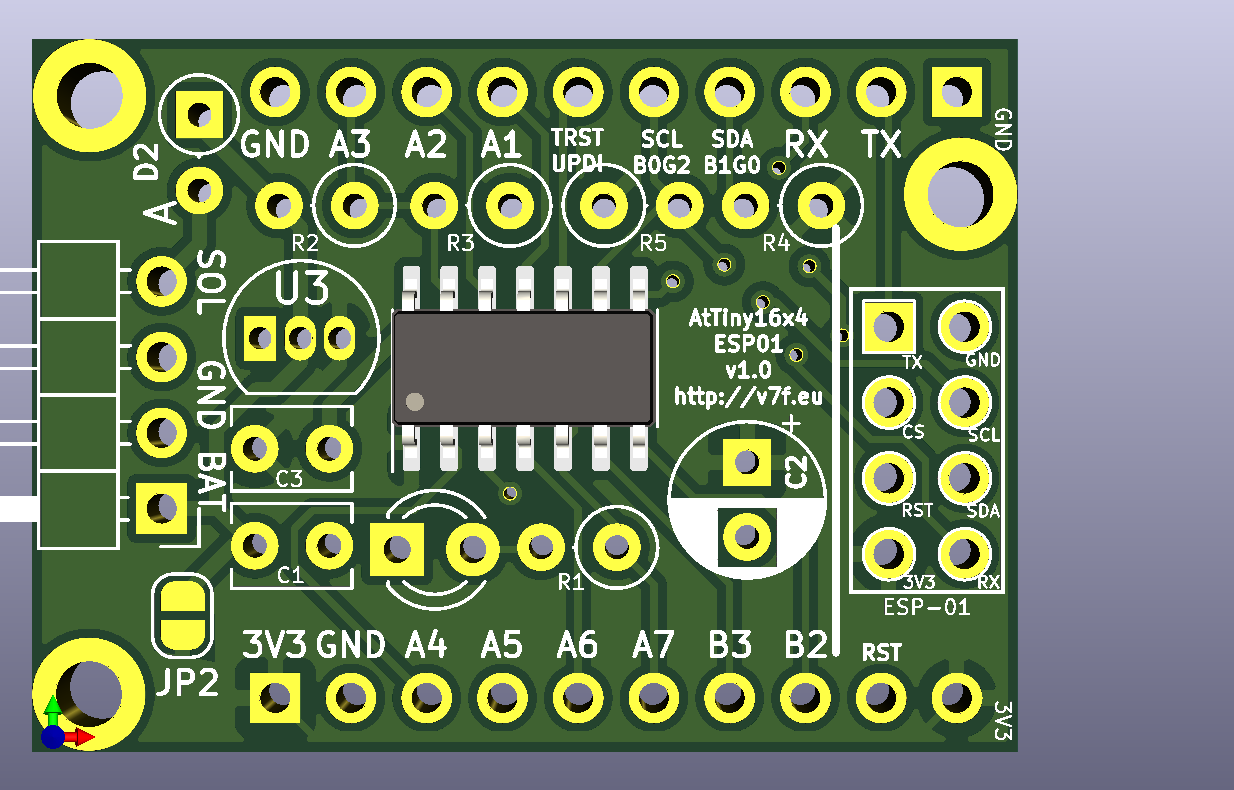 GND A3 A2 A1 TRST SCL SDA RX TX GND
UPDI B0G2 B1G0
D2
A
R2 R3 R5 R4
SOL
U3
AtTiny16x4
ESP01
v1.0
http://v7f.eu
TX GND
GND
+
CS SCL
BAT
C3
C2
RST SDA
C1
R1
3V3 RX
ESP-01
3V3 GND A4 A5 A6 A7 B3 B2 RST
JP2
3V3